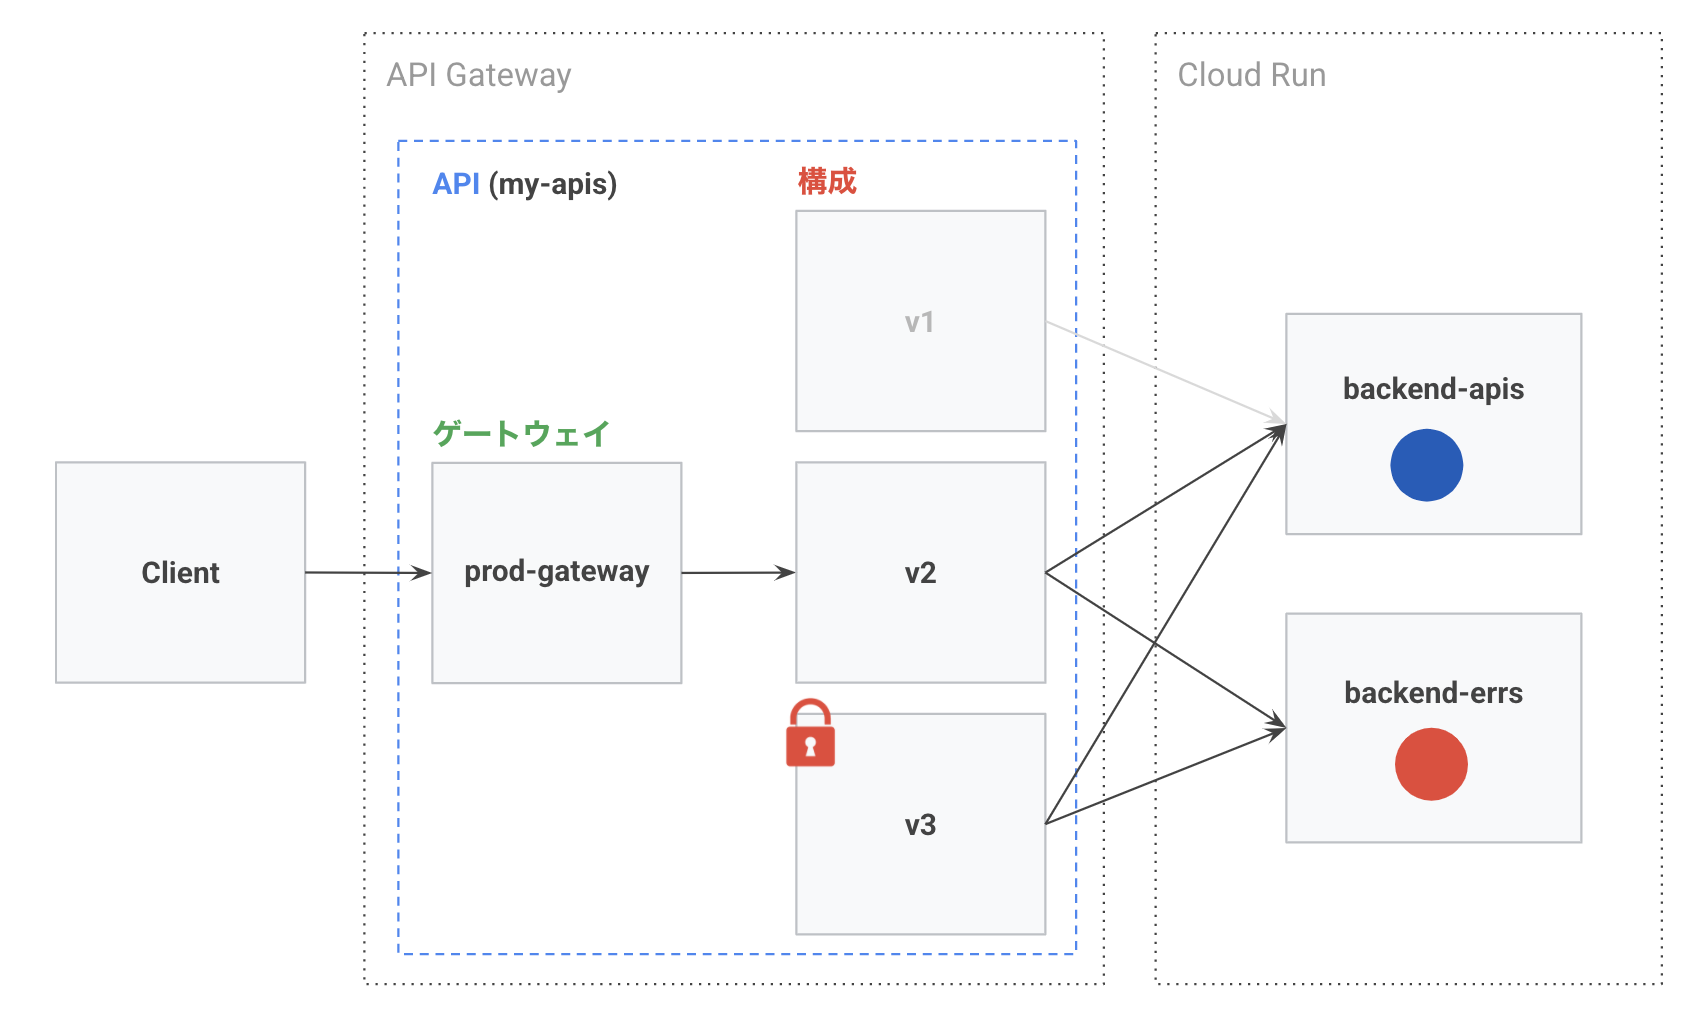 API Gateway
Cloud Run
API (my-apis)
構成
v1
backend-apis
ゲートウェイ
Client
prod-gateway
v2
backend-errs
v3